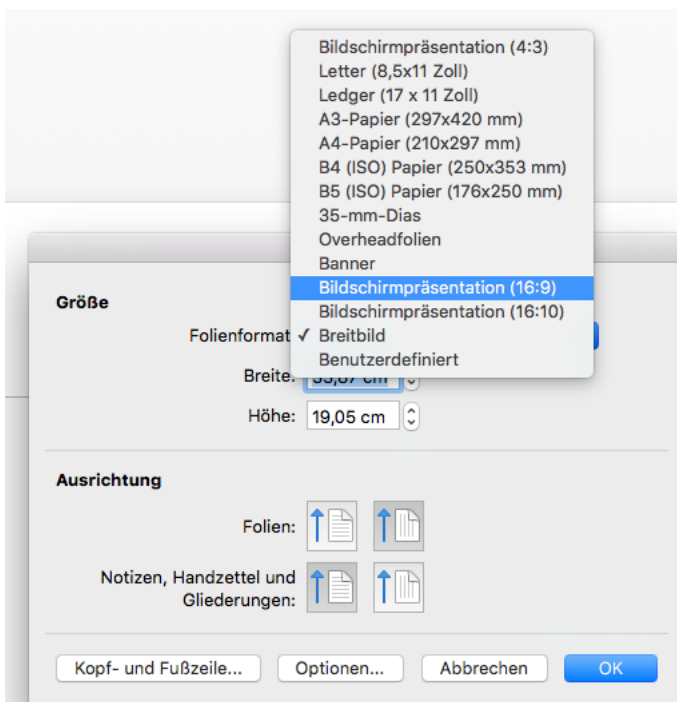 Bildschirmpräsentation (4:3)
Letter (8,5x11 Zoll)
Ledger (17 x 11 Zoll)
A3-Papier (297x420 mm)
A4-Papier (210x297 mm)
B4 (ISO) Papier (250x353 mm)
B5 (ISO) Papier (176x250 mm)
35-mm-Dias
Overheadfolien
Banner
Bildschirmpräsentation (16:9)
Bildschirmpräsentation (16:10)
Größe
Folienformat ✓ Breitbild
Benutzerdefiniert
Breite: 33,87 cm
Höhe: 19,05 cm
Ausrichtung
Folien:
Notizen, Handzettel und
Gliederungen:
Kopf- und Fußzeile... Optionen... Abbrechen OK